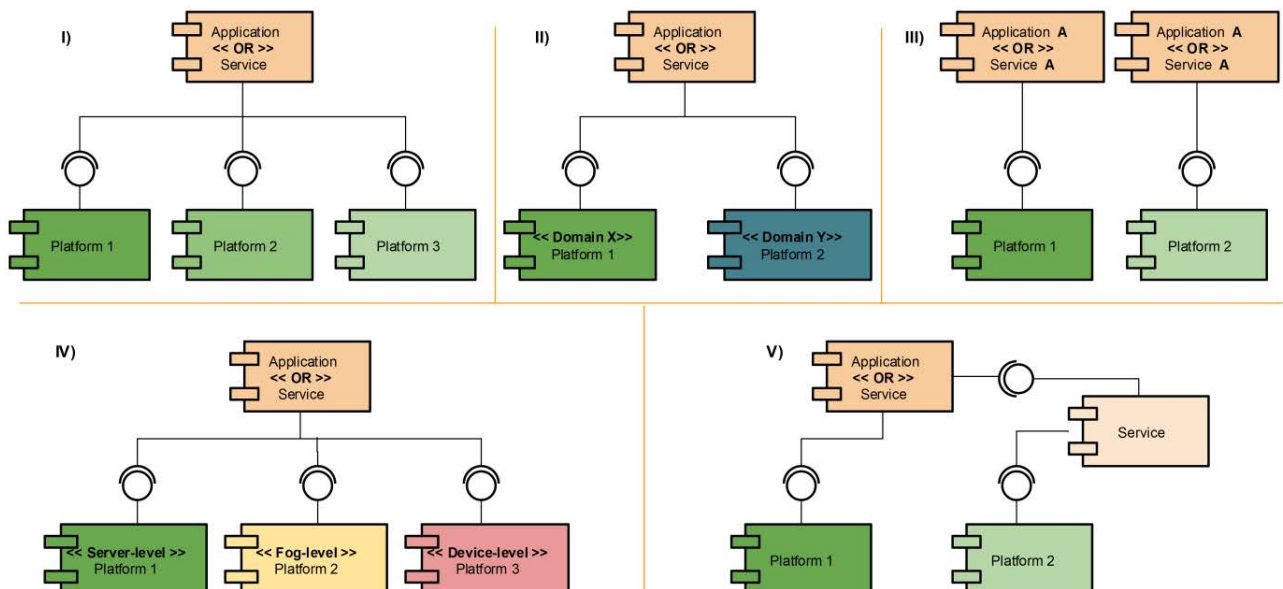 I)
Application
<< OR >>
Service
Platform 1
Platform 2
Platform 3
II)
Application
<< OR >>
Service
<< Domain X>>
Platform 1
<< Domain Y>>
Platform 2
III)
Application A
<< OR >>
Service A
Application A
<< OR >>
Service A
Platform 1
Platform 2
IV)
Application
<< OR >>
Service
<< Server-level >>
Platform 1
<< Fog-level >>
Platform 2
<< Device-level >>
Platform 3
V)
Application
<< OR >>
Service
Service
Platform 1
Platform 2